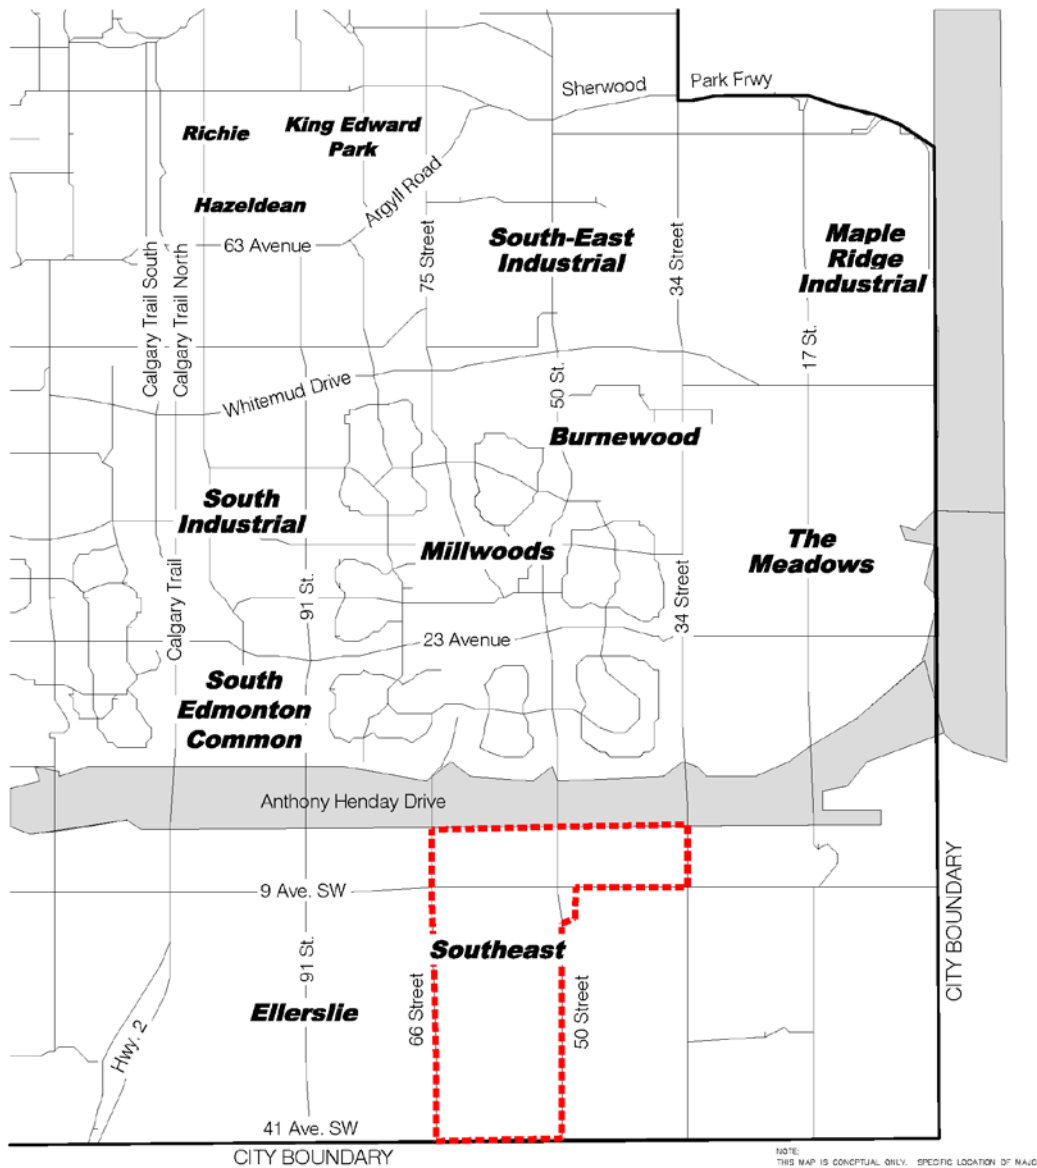 Sherwood Park Frwy
Richie
King Edward
Park
Argyll Road
Hazeldean
63 Avenue
Calgary Trail South
Calgary Trail North
75 Street
South-East
Industrial
34 Street
Maple
Ridge
Industrial
17 St.
Whitemud Drive
50 St.
Burnewood
South
Industrial
Millwoods
The
Meadows
Calgary Trail
91 St.
34 Street
23 Avenue
South
Edmonton
Common
Anthony Henday Drive
9 Ave. SW
CITY BOUNDARY
Southeast
91 St.
66 Street
50 Street
Ellerslie
Hwy. 2
41 Ave. SW
CITY BOUNDARY
NOTE:
THIS MAP IS CONCPTUAL ONLY. SPECIFIC LOCATION OF MAJO